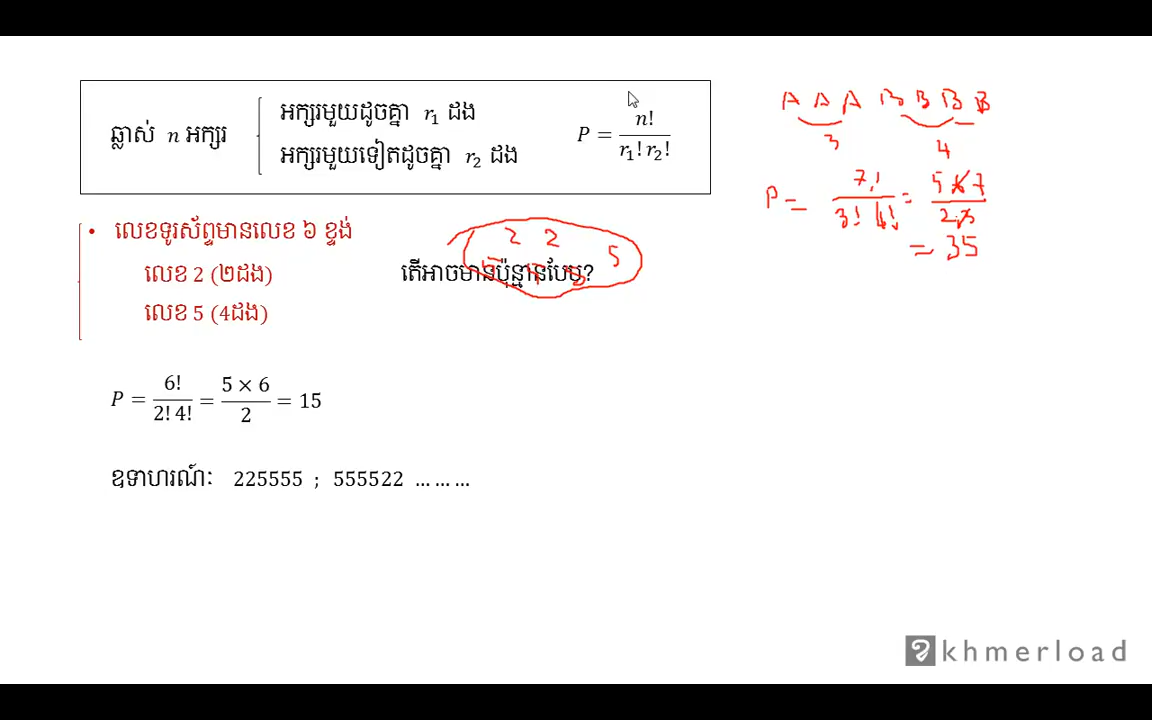 ឆ្លាស់ n អក្សរ
អក្សរមួយដូចគ្នា r₁ ដង
អក្សរមួយទៀតដូចគ្នា r₂ ដង
P = n! / r₁! r₂!
A A A B B B B
3 4
P = 7! / 3! 4! = 5×6×7 / 2×3
= 35
• លេខទូរស័ព្ទមានលេខ ៦ ខ្ទង់
លេខ 2 (២ដង)
លេខ 5 (4ដង)
2 2 5
តើអាចមានប៉ុន្មានបែប?
P = 6! / 2! 4! = 5 × 6 / 2 = 15
ឧទាហរណ៍: 225555 ; 555522 ... ... ...
khmerload